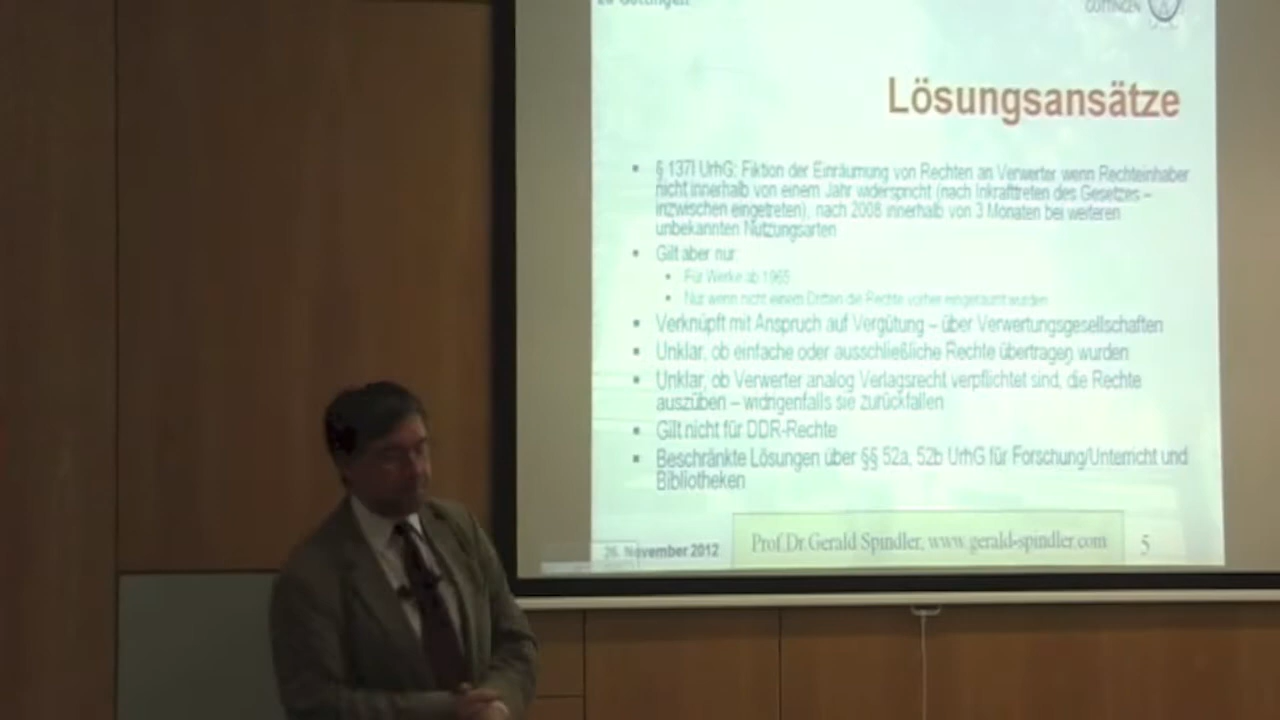 zu Göttingen
GÖTTINGEN
Lösungsansätze
§ 137l UrhG: Fiktion der Einräumung von Rechten an Verwerter wenn Rechteinhaber
nicht innerhalb von einem Jahr widerspricht (nach Inkrafttreten des Gesetzes –
inzwischen eingetreten), nach 2008 innerhalb von 3 Monaten bei weiteren
unbekannten Nutzungsarten
Gilt aber nur:
Für Werke ab 1965
Nur wenn nicht einem Dritten die Rechte vorher eingeräumt wurden
Verknüpft mit Anspruch auf Vergütung – über Verwertungsgesellschaften
Unklar, ob einfache oder ausschließliche Rechte übertragen wurden
Unklar, ob Verwerter analog Verlagsrecht verpflichtet sind, die Rechte
auszüben – widrigenfalls sie zurückfallen
Gilt nicht für DDR-Rechte
Beschränkte Lösungen über §§ 52a, 52b UrhG für Forschung/Unterricht und
Bibliotheken
26. November 2012
Prof.Dr.Gerald Spindler, www.gerald-spindler.com
5